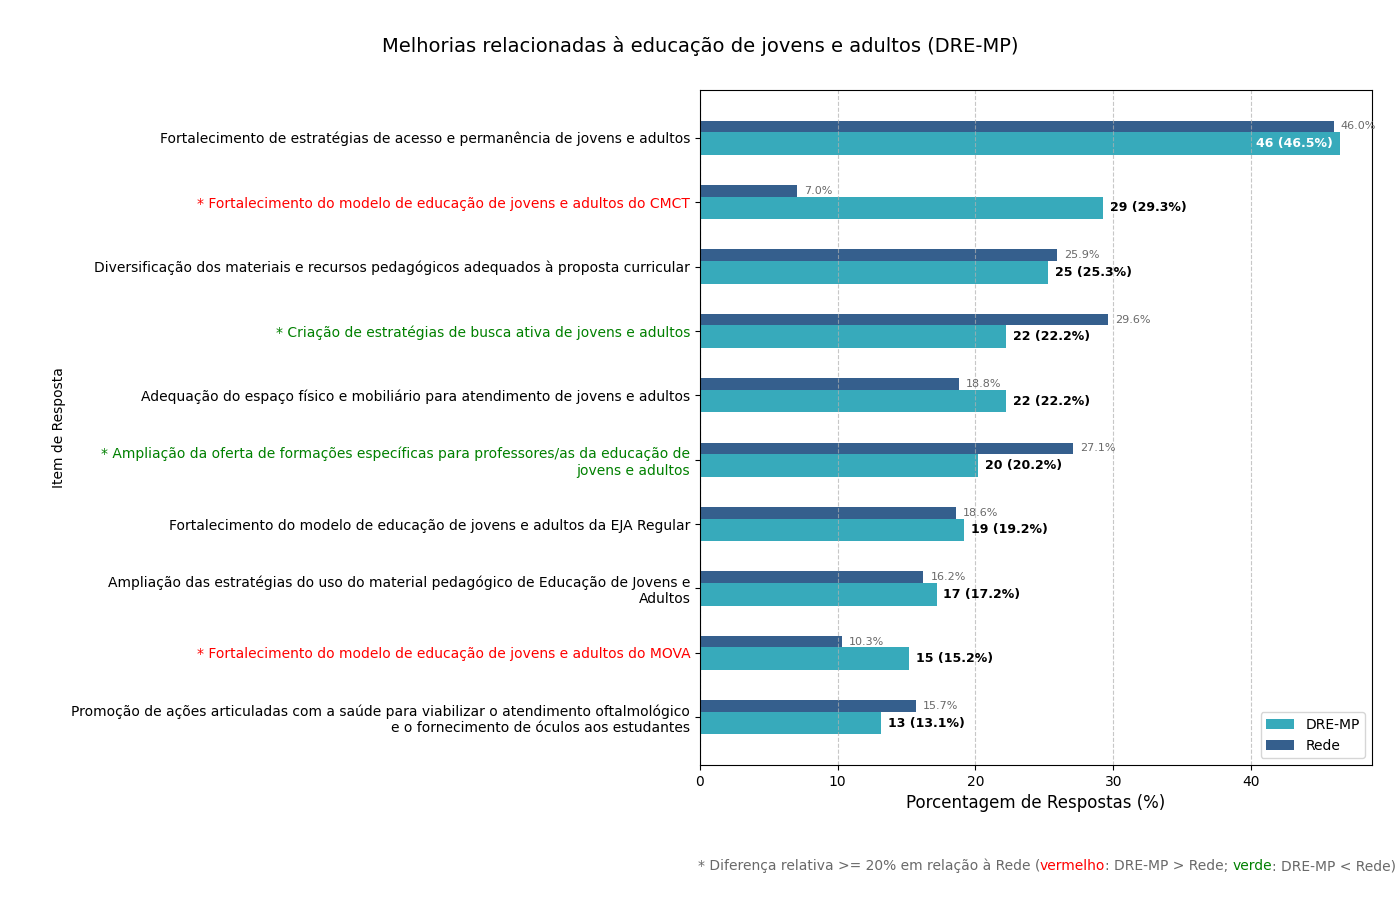 Melhorias relacionadas à educação de jovens e adultos (DRE-MP)
Item de Resposta
Fortalecimento de estratégias de acesso e permanência de jovens e adultos
46.0%
46 (46.5%)
* Fortalecimento do modelo de educação de jovens e adultos do CMCT
7.0%
29 (29.3%)
Diversificação dos materiais e recursos pedagógicos adequados à proposta curricular
25.9%
25 (25.3%)
* Criação de estratégias de busca ativa de jovens e adultos
29.6%
22 (22.2%)
Adequação do espaço físico e mobiliário para atendimento de jovens e adultos
18.8%
22 (22.2%)
* Ampliação da oferta de formações específicas para professores/as da educação de
jovens e adultos
27.1%
20 (20.2%)
Fortalecimento do modelo de educação de jovens e adultos da EJA Regular
18.6%
19 (19.2%)
Ampliação das estratégias do uso do material pedagógico de Educação de Jovens e
Adultos
16.2%
17 (17.2%)
* Fortalecimento do modelo de educação de jovens e adultos do MOVA
10.3%
15 (15.2%)
Promoção de ações articuladas com a saúde para viabilizar o atendimento oftalmológico
e o fornecimento de óculos aos estudantes
15.7%
13 (13.1%)
DRE-MP
Rede
0 10 20 30 40
Porcentagem de Respostas (%)
* Diferença relativa >= 20% em relação à Rede (vermelho: DRE-MP > Rede; verde: DRE-MP < Rede)